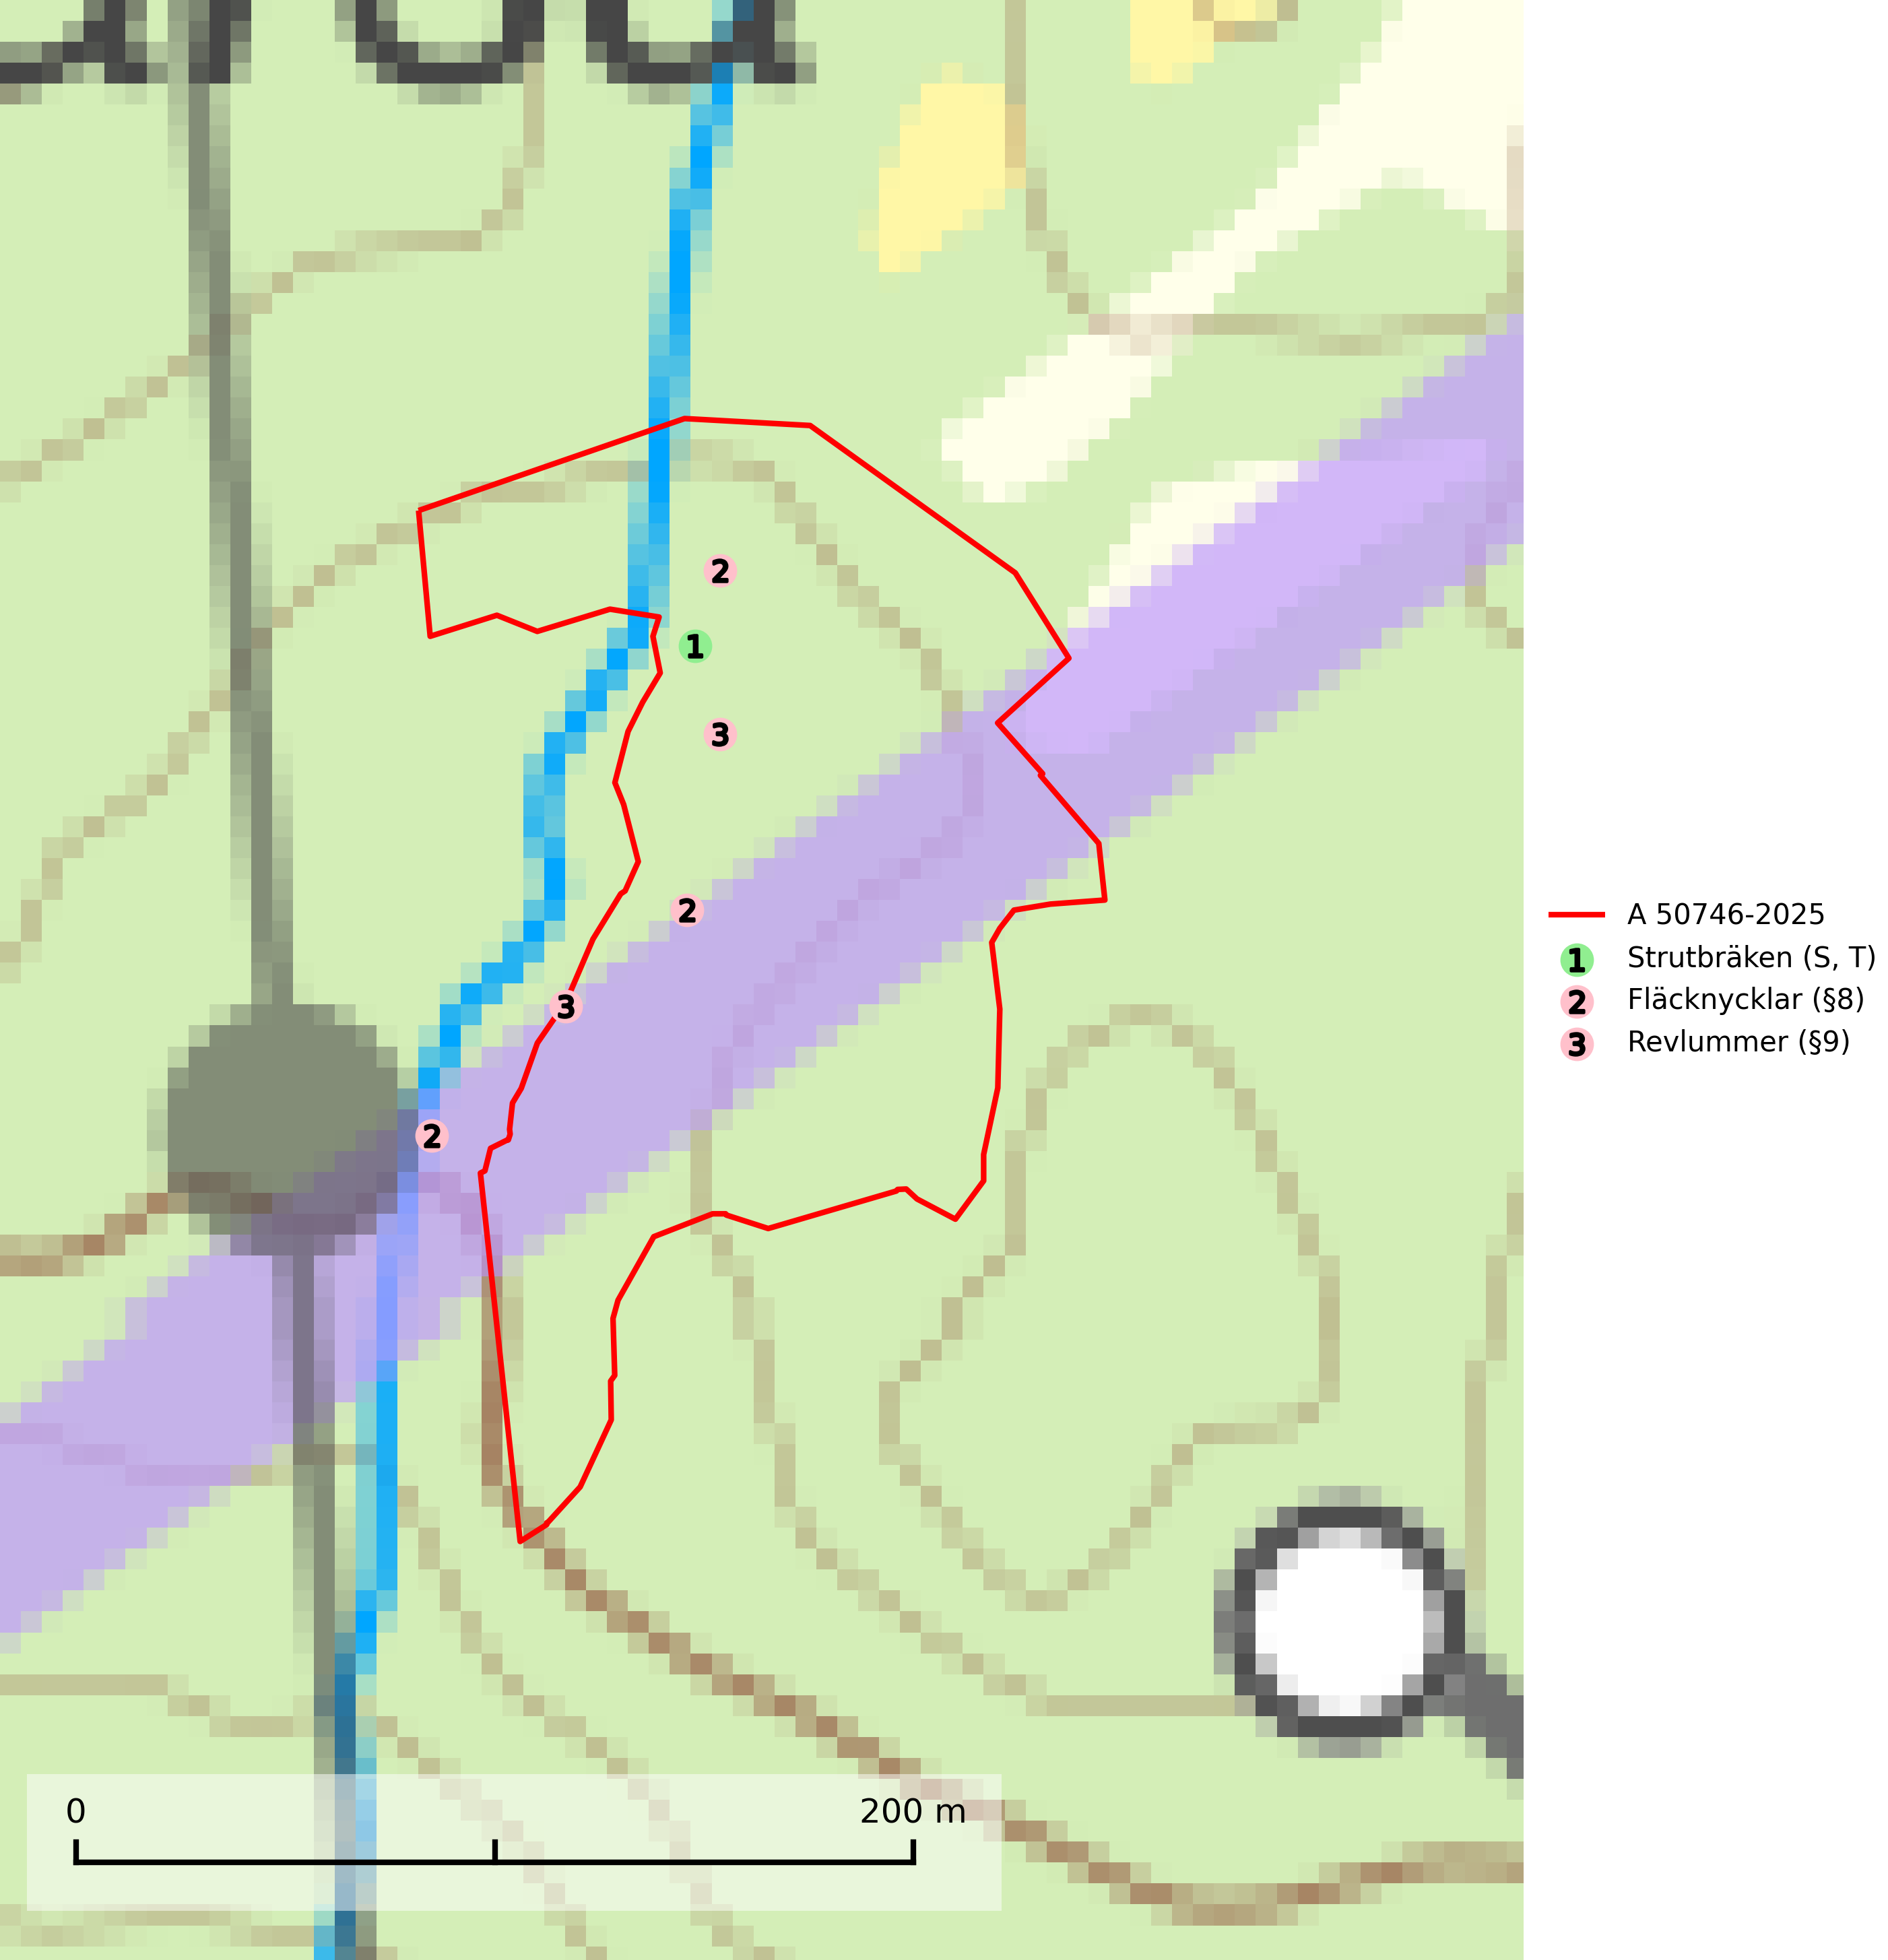 2
1
3
2
3
2
A 50746-2025
1 Strutbräken (S, T)
2 Fläcknycklar (§8)
3 Revlummer (§9)
0 200 m